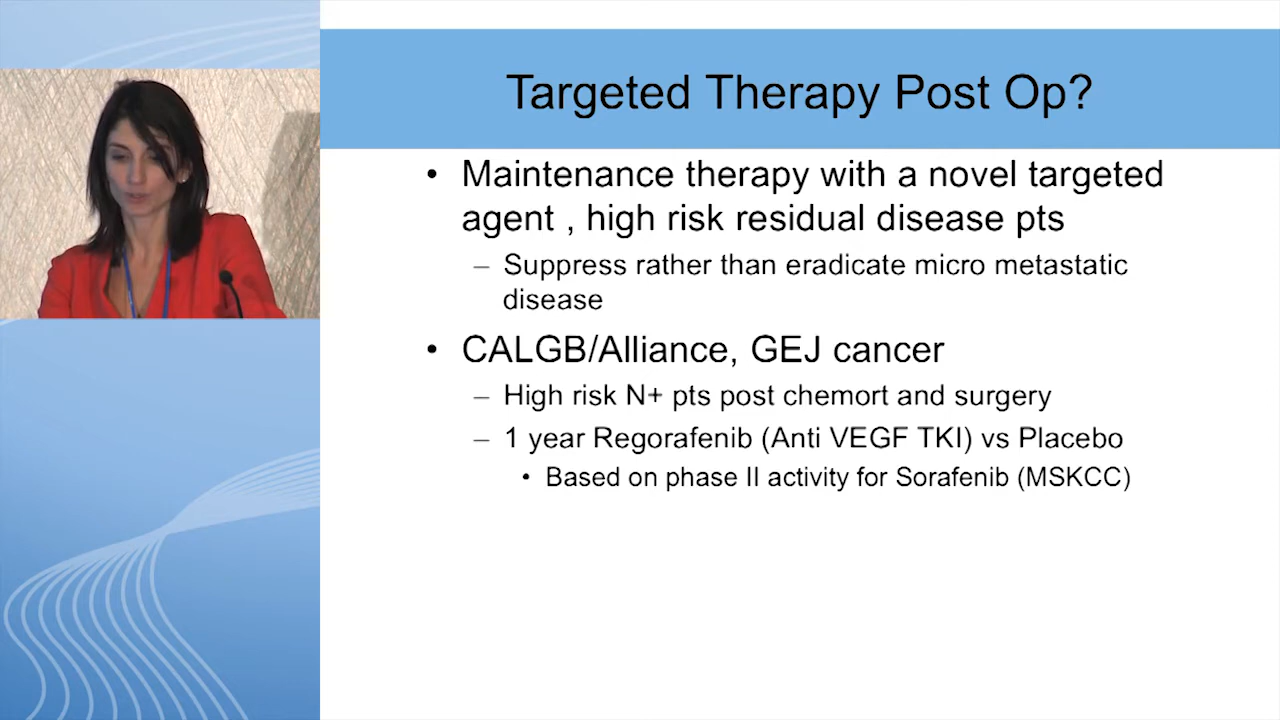 Targeted Therapy Post Op?
• Maintenance therapy with a novel targeted
agent , high risk residual disease pts
– Suppress rather than eradicate micro metastatic
disease
• CALGB/Alliance, GEJ cancer
– High risk N+ pts post chemort and surgery
– 1 year Regorafenib (Anti VEGF TKI) vs Placebo
• Based on phase II activity for Sorafenib (MSKCC)